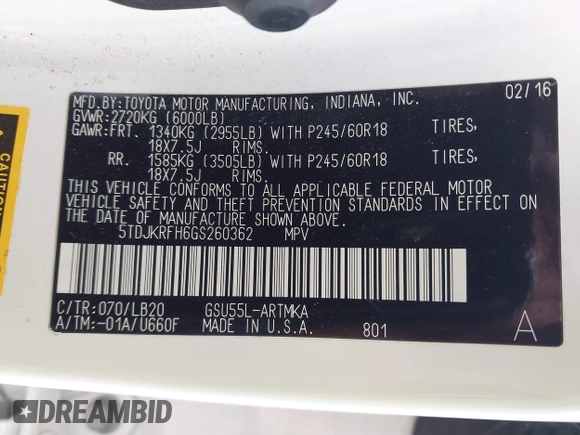 MFD.BY:TOYOTA MOTOR MANUFACTURING, INDIANA, INC. 02/16
GVWR:2720KG (6000LB)
GAWR:FRT. 1340KG (2955LB) WITH P245/60R18 TIRES,
18X7.5J RIMS.
RR. 1585KG (3505LB) WITH P245/60R18 TIRES,
18X7.5J RIMS.
THIS VEHICLE CONFORMS TO ALL APPLICABLE FEDERAL MOTOR
VEHICLE SAFETY AND THEFT PREVENTION STANDARDS IN EFFECT ON
THE DATE OF MANUFACTURE SHOWN ABOVE.
5TDJKRFH6GS260362 MPV
C/TR:070/LB20 GSU55L-ARTMKA
A/TM:-01A/U660F MADE IN U.S.A. 801 A
CAUTION
DREAMBID